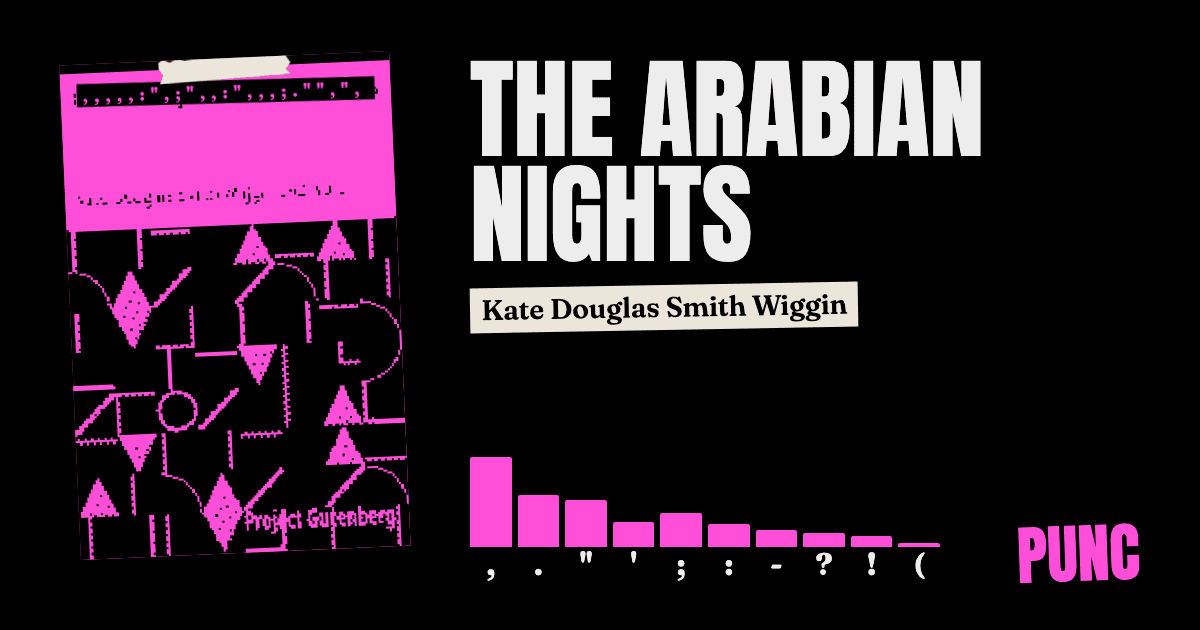 ,,,,,:",;",,:",,,;."",",
THE ARABIAN
NIGHTS
Kate Douglas Smith Wiggin
Project Gutenberg
, . " ' ; : - ? ! (
PUNC